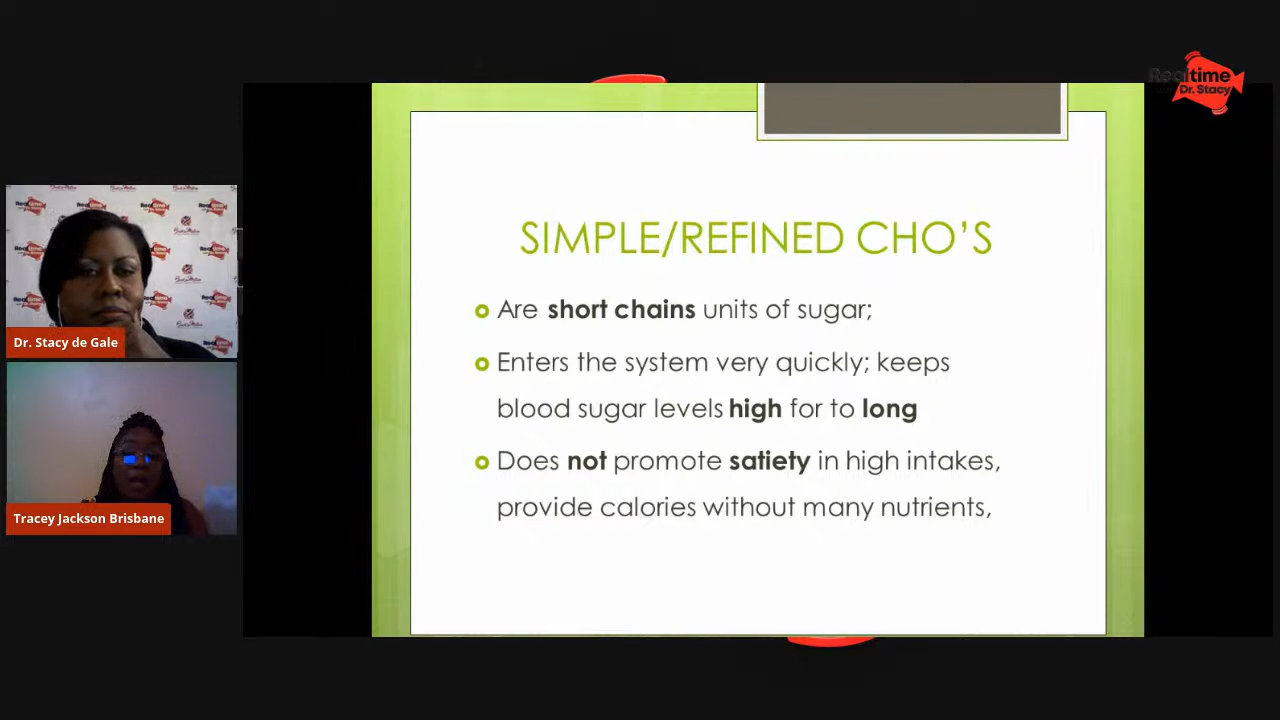 Realtime
Dr. Stacy
SIMPLE/REFINED CHO’S
Are short chains units of sugar;
Enters the system very quickly; keeps
blood sugar levels high for to long
Does not promote satiety in high intakes,
provide calories without many nutrients,
Dr. Stacy de Gale
Tracey Jackson Brisbane